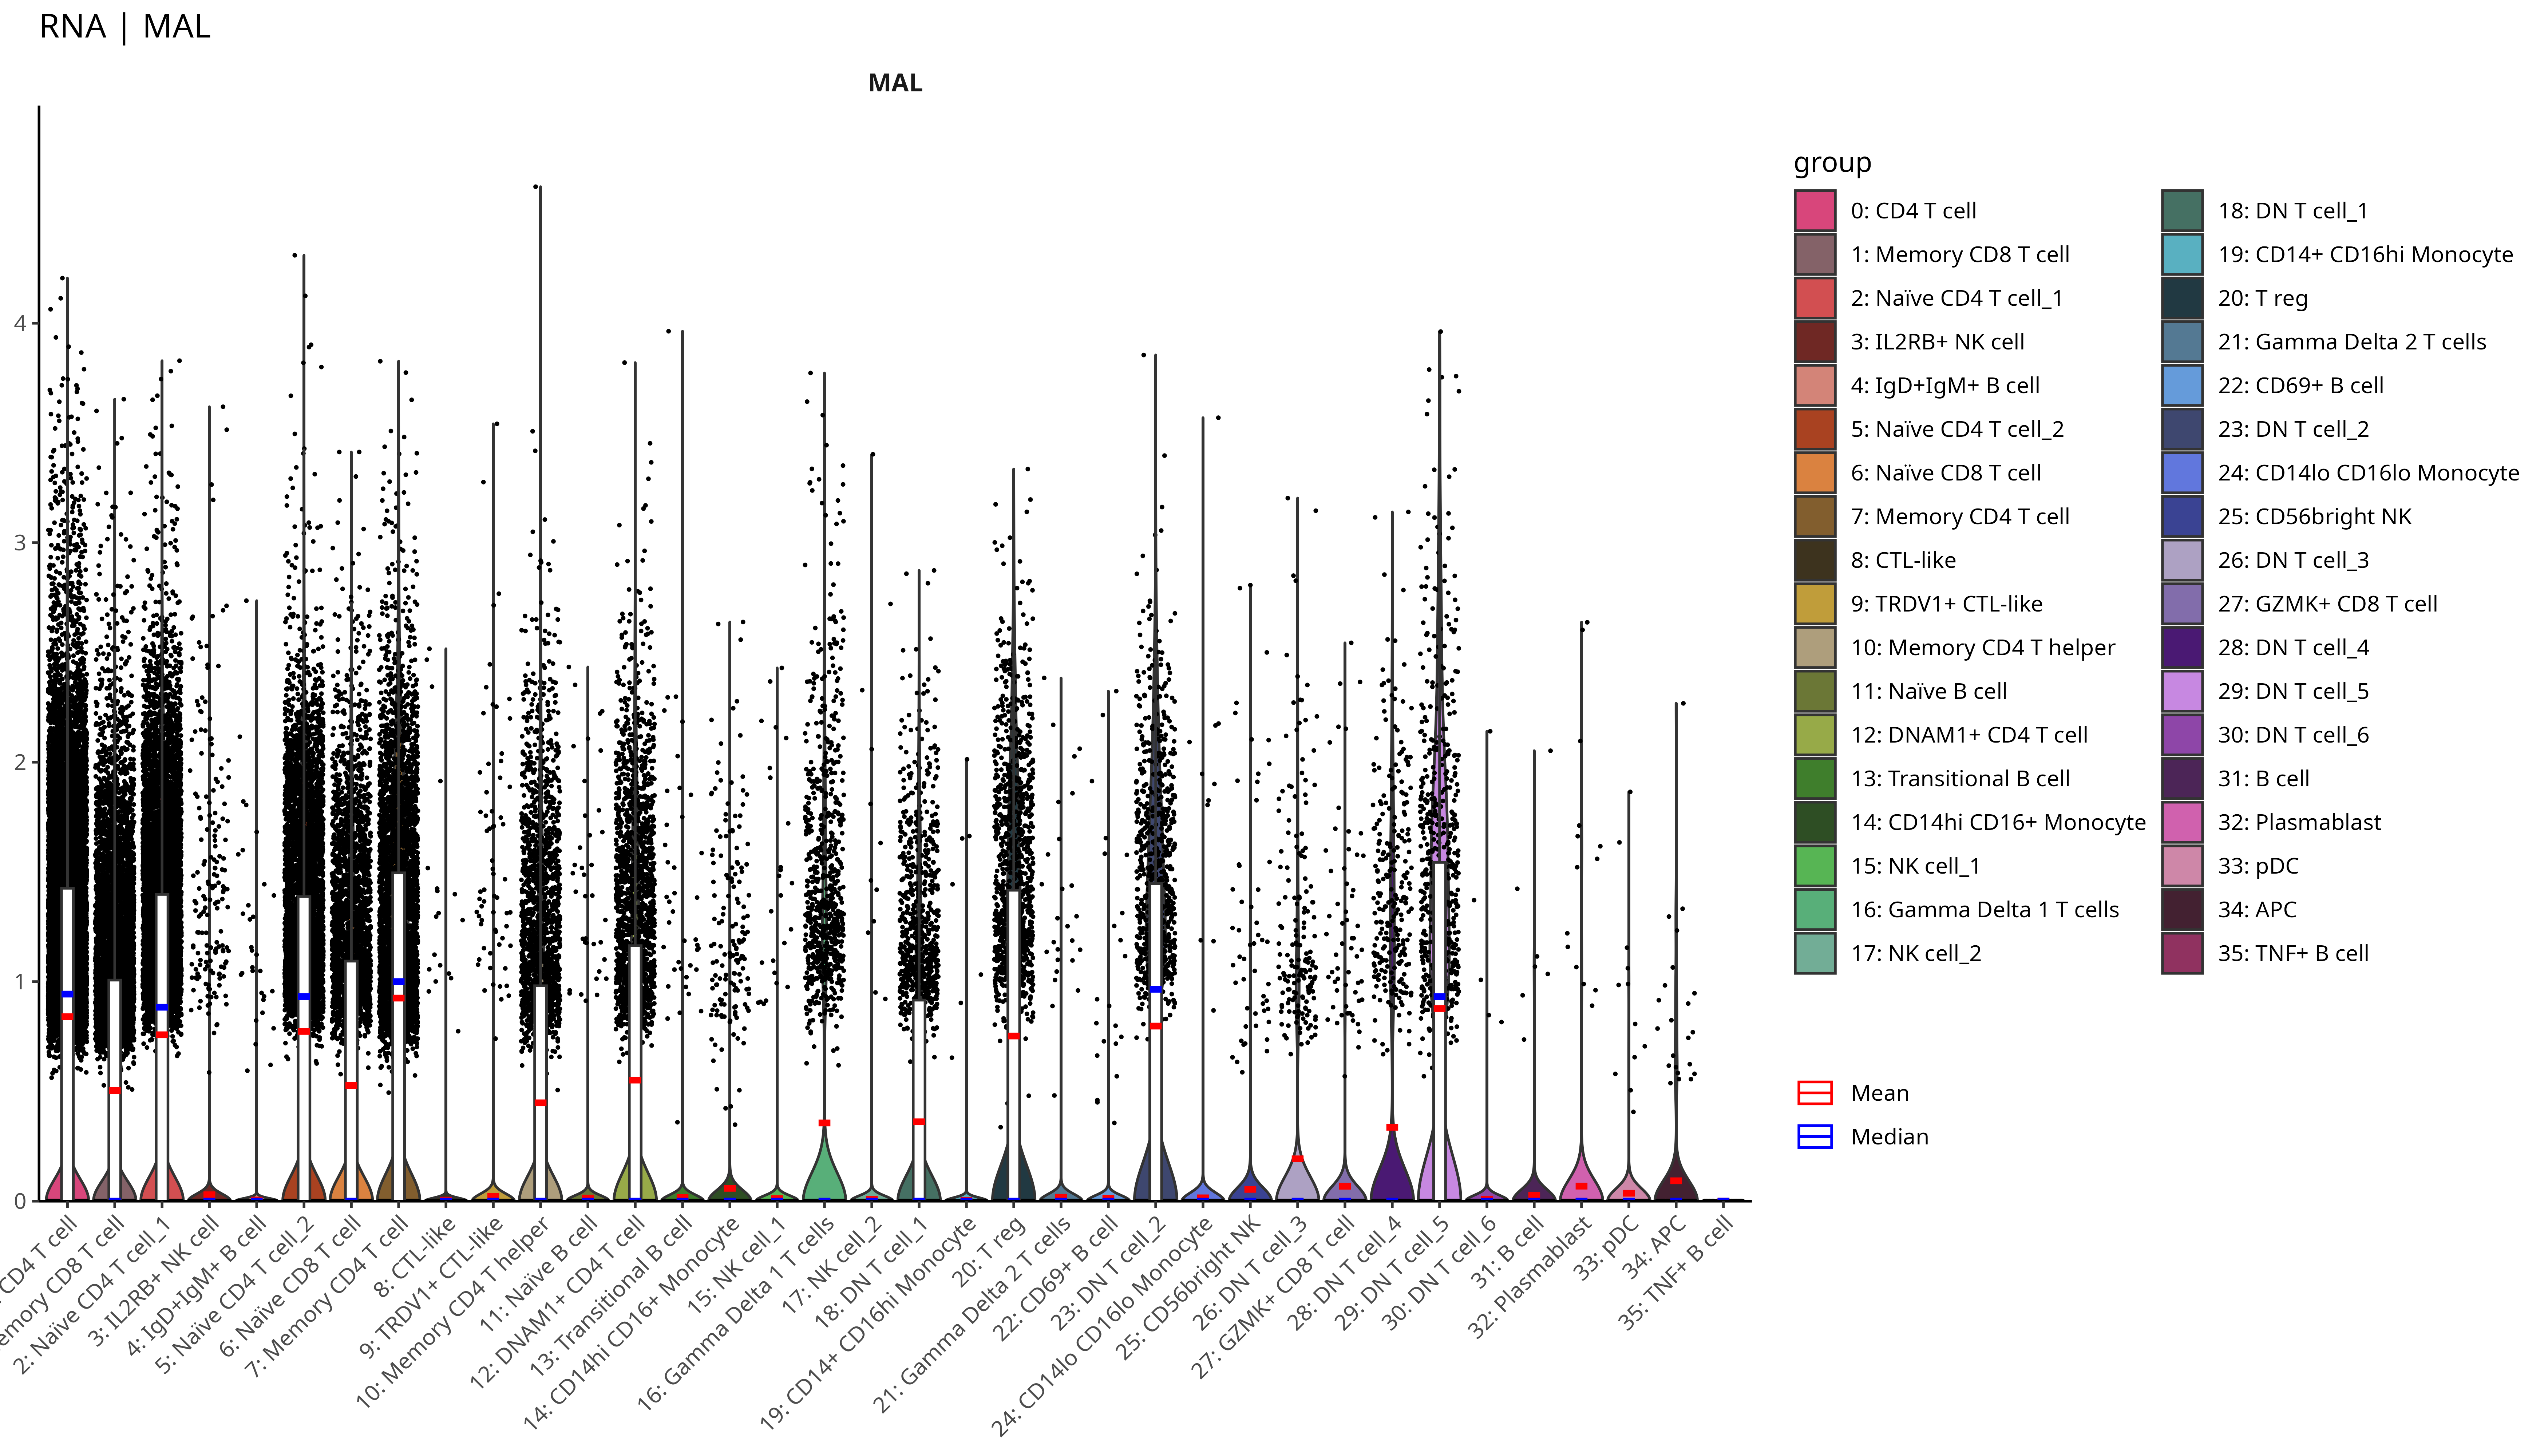 RNA | MAL
MAL
4
3
2
1
0
CD4 T cell
emory CD8 T cell
2: Naïve CD4 T cell_1
3: IL2RB+ NK cell
4: IgD+IgM+ B cell
5: Naïve CD4 T cell_2
6: Naïve CD8 T cell
7: Memory CD4 T cell
8: CTL-like
9: TRDV1+ CTL-like
10: Memory CD4 T helper
11: Naïve B cell
12: DNAM1+ CD4 T cell
13: Transitional B cell
14: CD14hi CD16+ Monocyte
15: NK cell_1
16: Gamma Delta 1 T cells
17: NK cell_2
18: DN T cell_1
19: CD14+ CD16hi Monocyte
20: T reg
21: Gamma Delta 2 T cells
22: CD69+ B cell
23: DN T cell_2
24: CD14lo CD16lo Monocyte
25: CD56bright NK
26: DN T cell_3
27: GZMK+ CD8 T cell
28: DN T cell_4
29: DN T cell_5
30: DN T cell_6
31: B cell
32: Plasmablast
33: pDC
34: APC
35: TNF+ B cell
group
0: CD4 T cell
1: Memory CD8 T cell
2: Naïve CD4 T cell_1
3: IL2RB+ NK cell
4: IgD+IgM+ B cell
5: Naïve CD4 T cell_2
6: Naïve CD8 T cell
7: Memory CD4 T cell
8: CTL-like
9: TRDV1+ CTL-like
10: Memory CD4 T helper
11: Naïve B cell
12: DNAM1+ CD4 T cell
13: Transitional B cell
14: CD14hi CD16+ Monocyte
15: NK cell_1
16: Gamma Delta 1 T cells
17: NK cell_2
18: DN T cell_1
19: CD14+ CD16hi Monocyte
20: T reg
21: Gamma Delta 2 T cells
22: CD69+ B cell
23: DN T cell_2
24: CD14lo CD16lo Monocyte
25: CD56bright NK
26: DN T cell_3
27: GZMK+ CD8 T cell
28: DN T cell_4
29: DN T cell_5
30: DN T cell_6
31: B cell
32: Plasmablast
33: pDC
34: APC
35: TNF+ B cell
Mean
Median